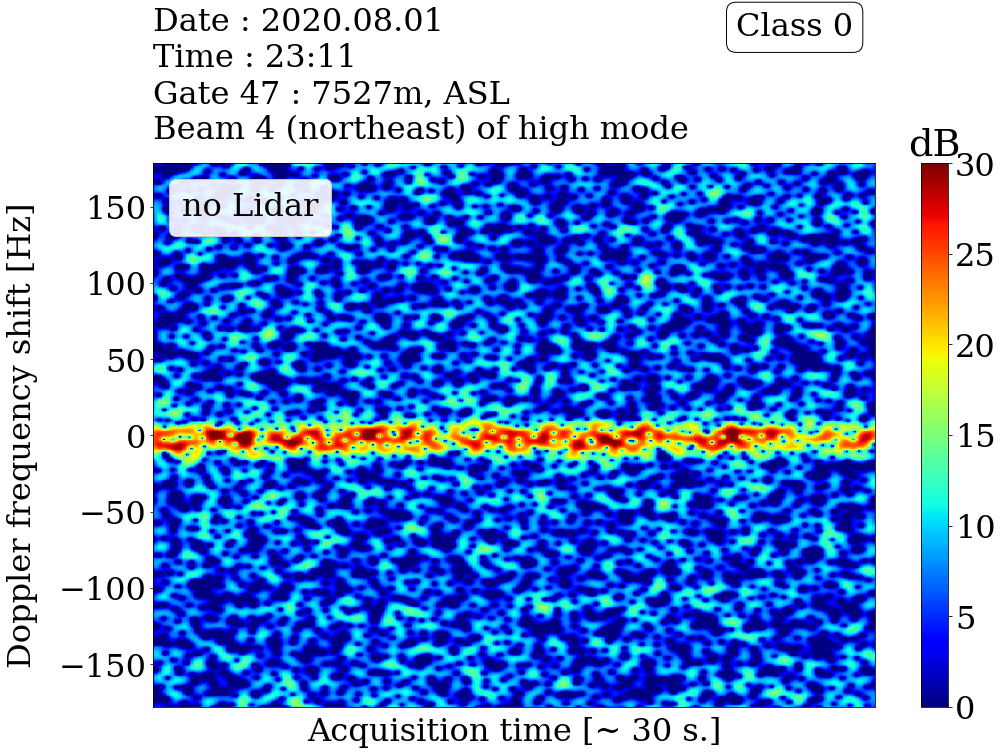 Date : 2020.08.01
Time : 23:11
Gate 47 : 7527m, ASL
Beam 4 (northeast) of high mode
Class 0
no Lidar
Doppler frequency shift [Hz]
150
100
50
0
−50
−100
−150
Acquisition time [~ 30 s.]
dB
30
25
20
15
10
5
0